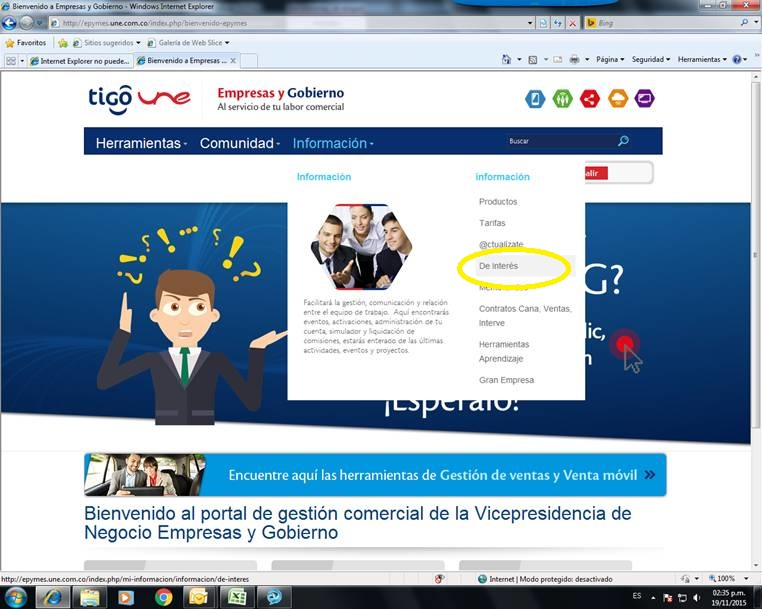 Bienvenido a Empresas y Gobierno - Windows Internet Explorer
http://epymes.une.com.co/index.php/bienvenido-epymes
Bing
Favoritos
Sitios sugeridos
Galería de Web Slice
Internet Explorer no puede...
Bienvenido a Empresas ...
X
Página
Seguridad
Herramientas
tigo une
Empresas y Gobierno
Al servicio de tu labor comercial
Herramientas
Comunidad
Información
Buscar
Información
información
alir
Productos
Tarifas
@ctualízate
De Interés
Facilitará la gestión, comunicación y relación
entre el equipo de trabajo. Aquí encontrarás
eventos, activaciones, administración de tu
cuenta, simulador y liquidación de
comisiones, estarás enterado de las últimas
actividades, eventos y proyectos.
Contratos Cana, Ventas,
Interve
Herramientas
Aprendizaje
Gran Empresa
G?
lic,
n
¡Espéralo!
Encuentre aquí las herramientas de Gestión de ventas y Venta móvil »
Bienvenido al portal de gestión comercial de la Vicepresidencia de
Negocio Empresas y Gobierno
http://epymes.une.com.co/index.php/mi-informacion/informacion/de-interes
Internet | Modo protegido: desactivado
100%
ES
02:35 p.m.
19/11/2015